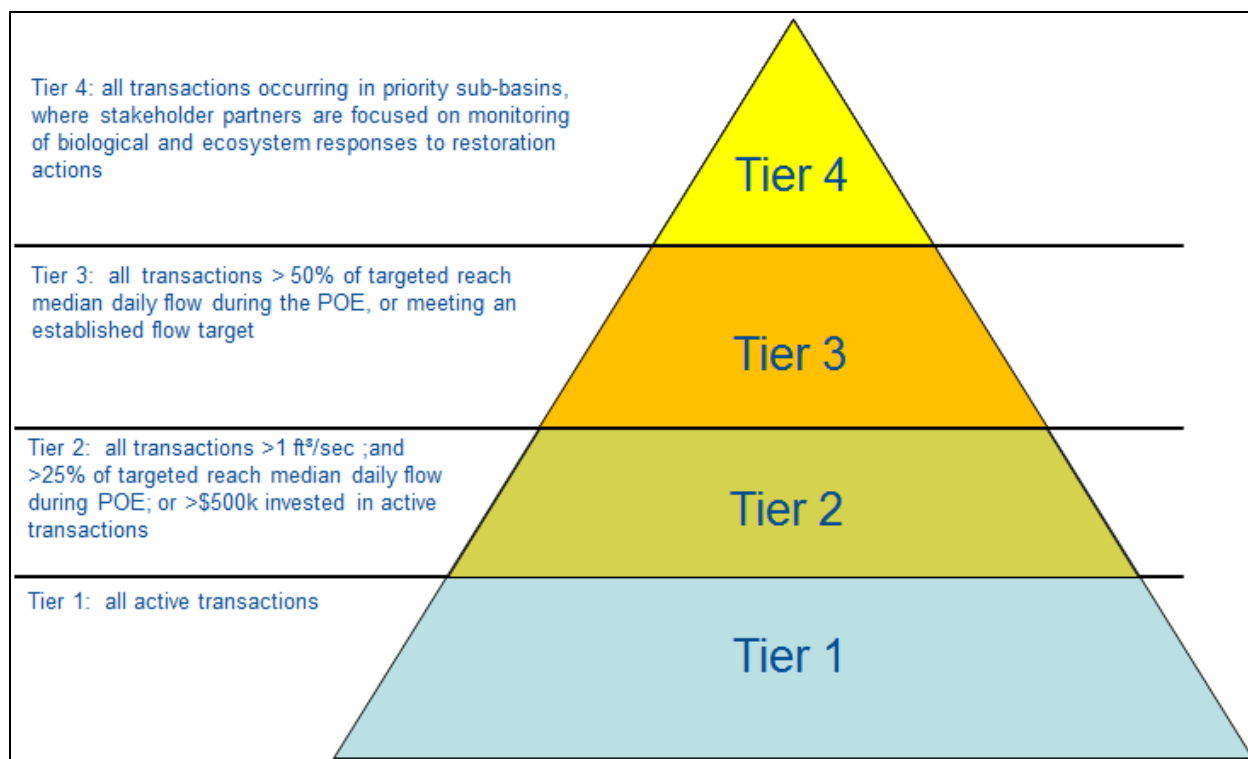 Tier 4: all transactions occurring in priority sub-basins,
where stakeholder partners are focused on monitoring
of biological and ecosystem responses to restoration
actions
Tier 4
Tier 3: all transactions > 50% of targeted reach
median daily flow during the POE, or meeting an
established flow target
Tier 3
Tier 2: all transactions >1 ft³/sec ;and
>25% of targeted reach median daily flow
during POE; or >$500k invested in active
transactions
Tier 2
Tier 1: all active transactions
Tier 1